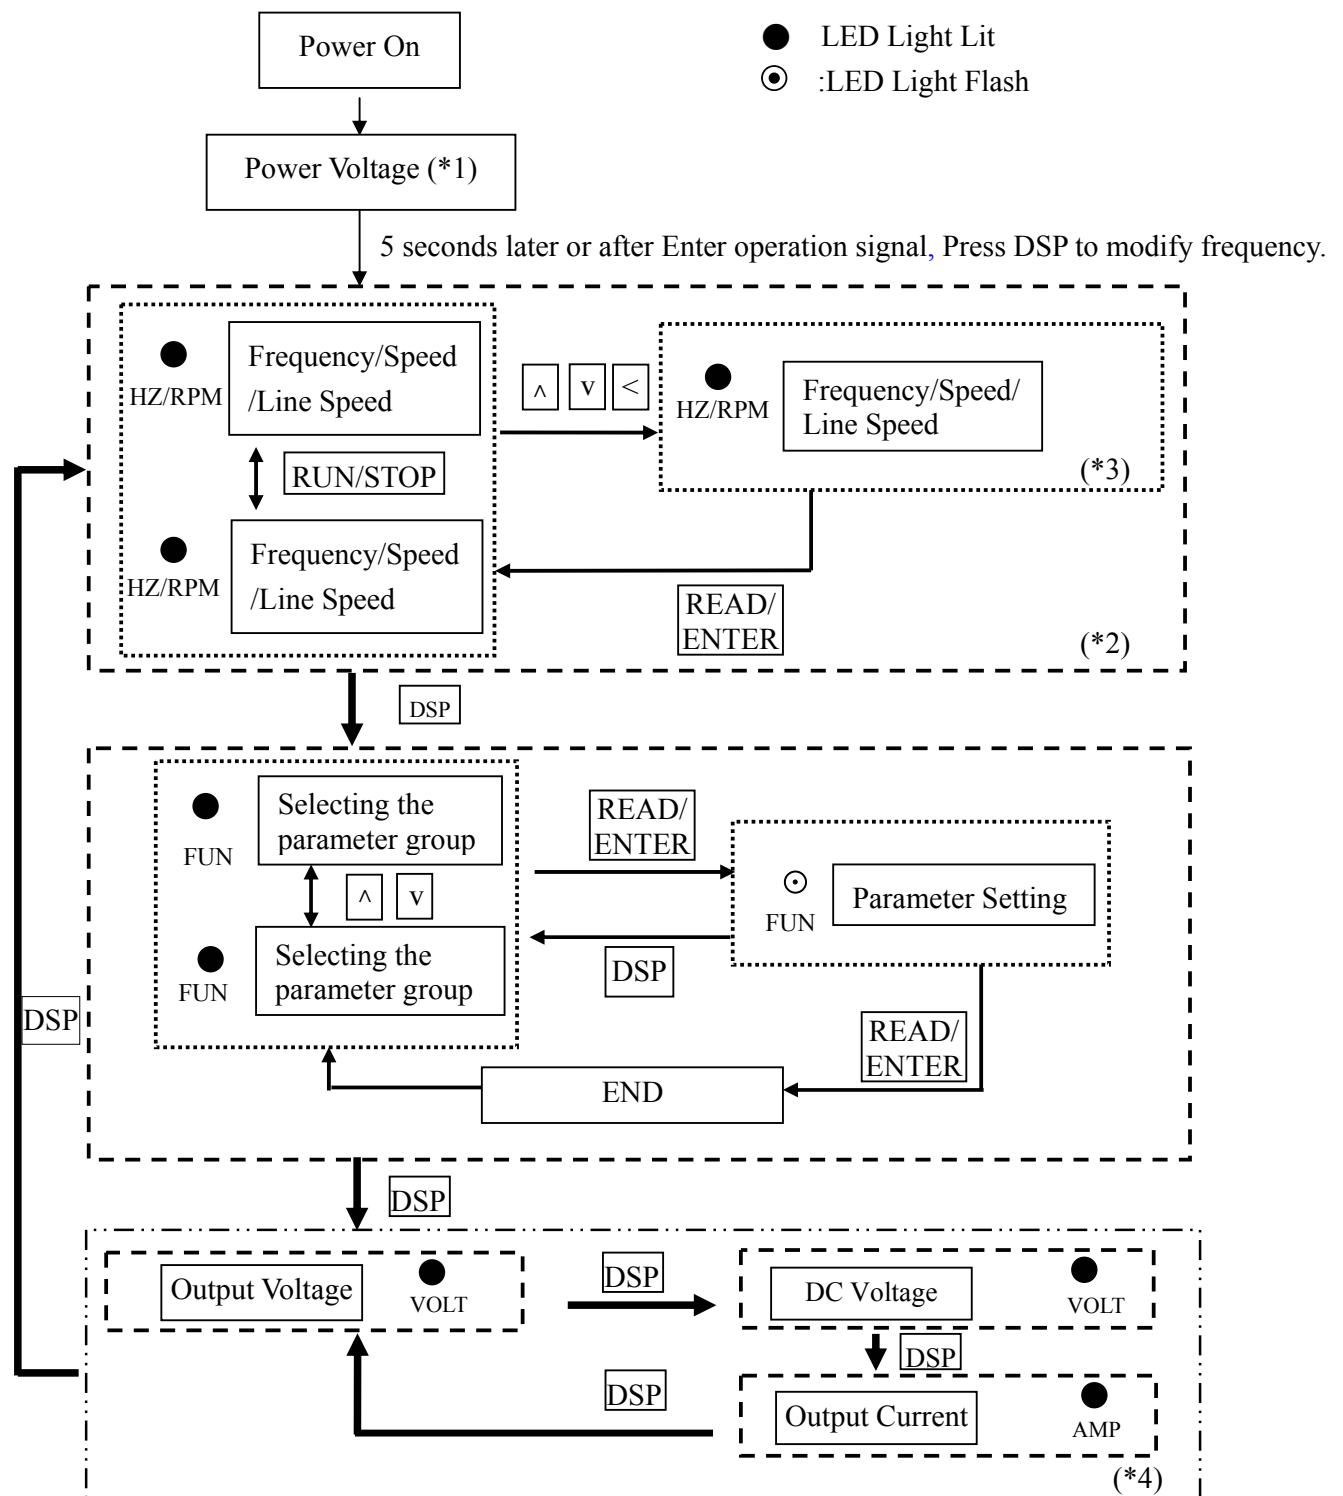 Power On
LED Light Lit
:LED Light Flash
Power Voltage (*1)
5 seconds later or after Enter operation signal, Press DSP to modify frequency.
HZ/RPM
Frequency/Speed
/Line Speed
^
v
<
HZ/RPM
Frequency/Speed/
Line Speed
(*3)
RUN/STOP
HZ/RPM
Frequency/Speed
/Line Speed
READ/
ENTER
(*2)
DSP
FUN
Selecting the
parameter group
READ/
ENTER
^
v
FUN
Parameter Setting
FUN
Selecting the
parameter group
DSP
DSP
READ/
ENTER
END
DSP
Output Voltage
VOLT
DSP
DC Voltage
VOLT
DSP
DSP
Output Current
AMP
(*4)